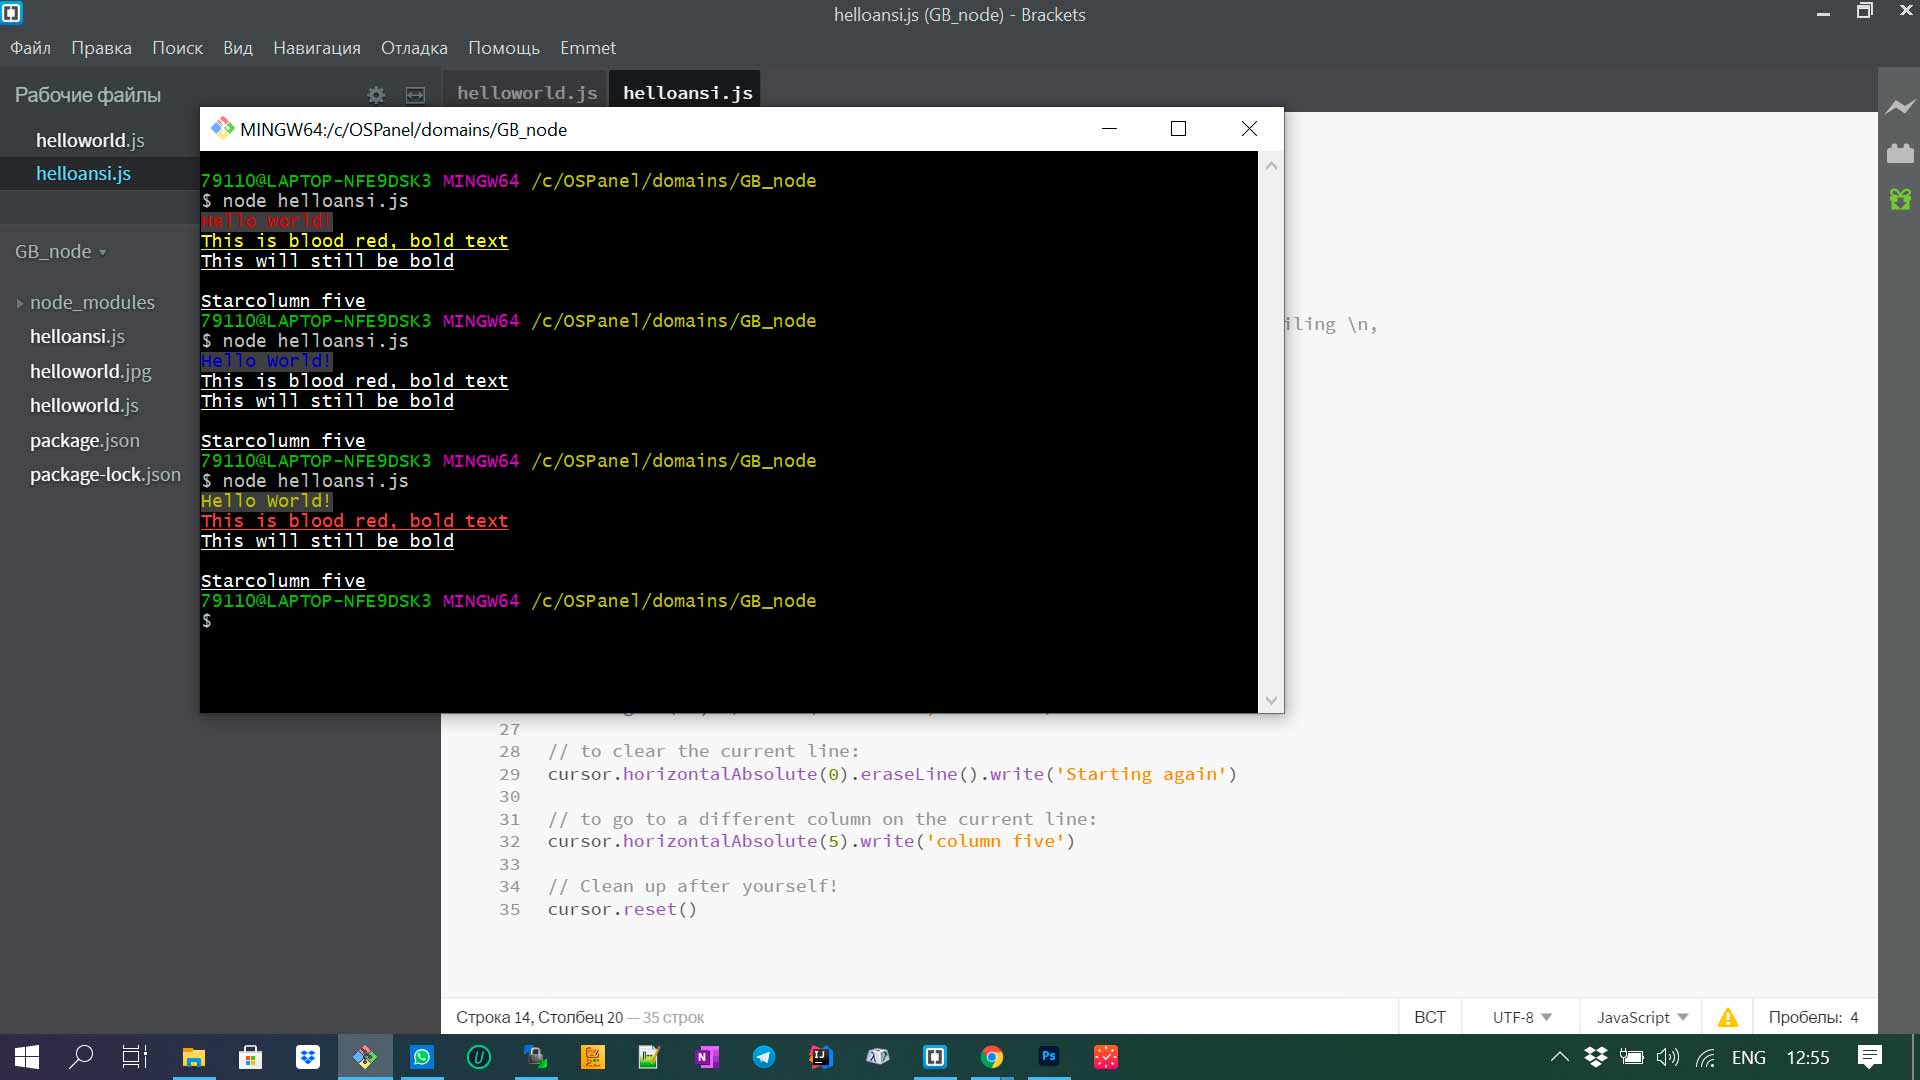 helloansi.js (GB_node) - Brackets
Файл Правка Поиск Вид Навигация Отладка Помощь Emmet
Рабочие файлы
helloworld.js
helloansi.js
GB_node
node_modules
helloansi.js
helloworld.jpg
helloworld.js
package.json
package-lock.json
helloworld.js helloansi.js
MINGW64:/c/OSPanel/domains/GB_node
79110@LAPTOP-NFE9DSK3 MINGW64 /c/OSPanel/domains/GB_node
$ node helloansi.js
Hello World!
This is blood red, bold text
This will still be bold
Starcolumn five
79110@LAPTOP-NFE9DSK3 MINGW64 /c/OSPanel/domains/GB_node
$ node helloansi.js
Hello World!
This is blood red, bold text
This will still be bold
Starcolumn five
79110@LAPTOP-NFE9DSK3 MINGW64 /c/OSPanel/domains/GB_node
$ node helloansi.js
Hello World!
This is blood red, bold text
This will still be bold
Starcolumn five
79110@LAPTOP-NFE9DSK3 MINGW64 /c/OSPanel/domains/GB_node
$
iling \n,
27
28 // to clear the current line:
29 cursor.horizontalAbsolute(0).eraseLine().write('Starting again')
30
31 // to go to a different column on the current line:
32 cursor.horizontalAbsolute(5).write('column five')
33
34 // Clean up after yourself!
35 cursor.reset()
Строка 14, Столбец 20 — 35 строк ВСТ UTF-8 JavaScript Пробелы: 4
ENG 12:55